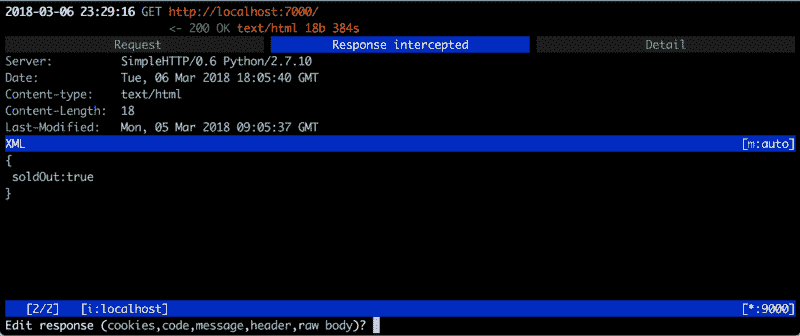 2018-03-06 23:29:16 GET http://localhost:7000/
<- 200 OK text/html 18b 384s
Request Response intercepted Detail
Server: SimpleHTTP/0.6 Python/2.7.10
Date: Tue, 06 Mar 2018 18:05:40 GMT
Content-type: text/html
Content-Length: 18
Last-Modified: Mon, 05 Mar 2018 09:05:37 GMT
XML [m:auto]
{
soldOut:true
}
[2/2] [i:localhost] [*:9000]
Edit response (cookies,code,message,header,raw body)?